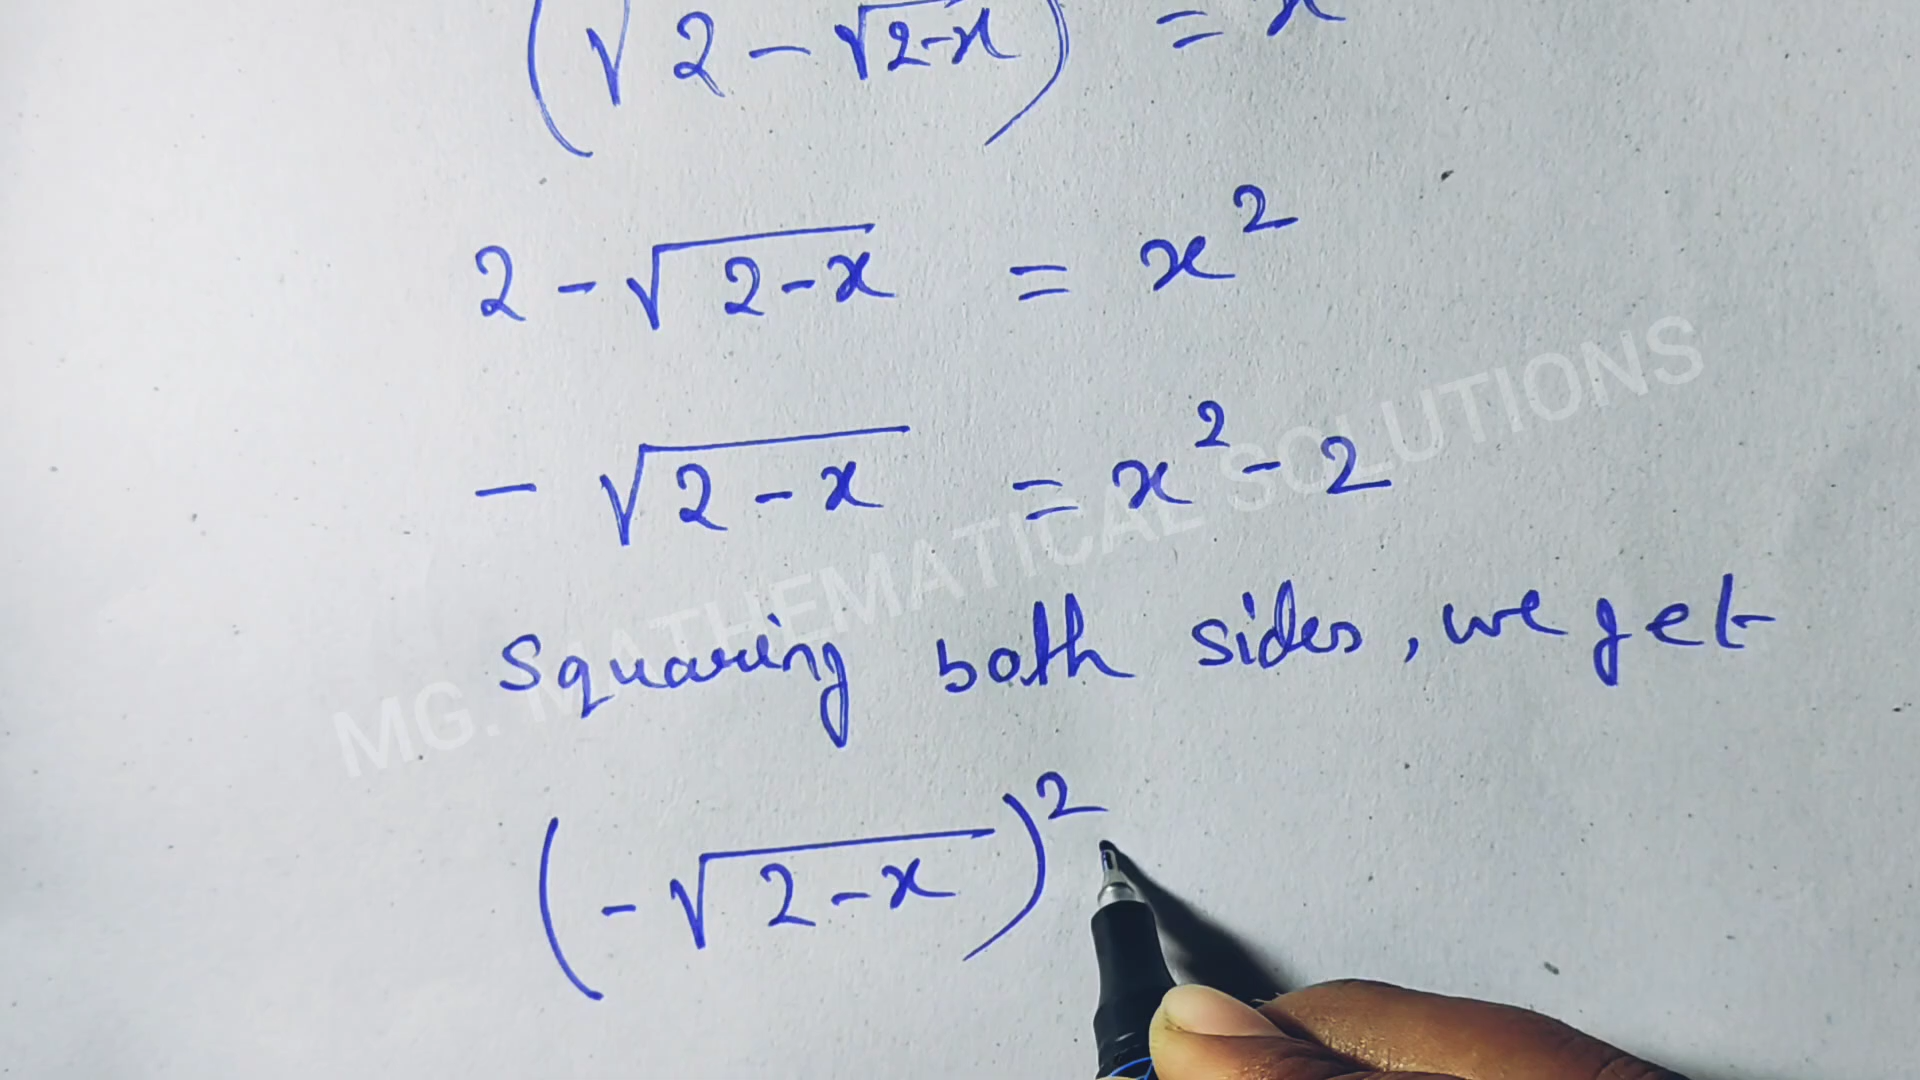 (√2-√2-x) = x
2-√2-x = x²
-√2-x = x²-2
Squaring both sides, we get
(-√2-x)²
MG. MATHEMATICAL SOLUTIONS